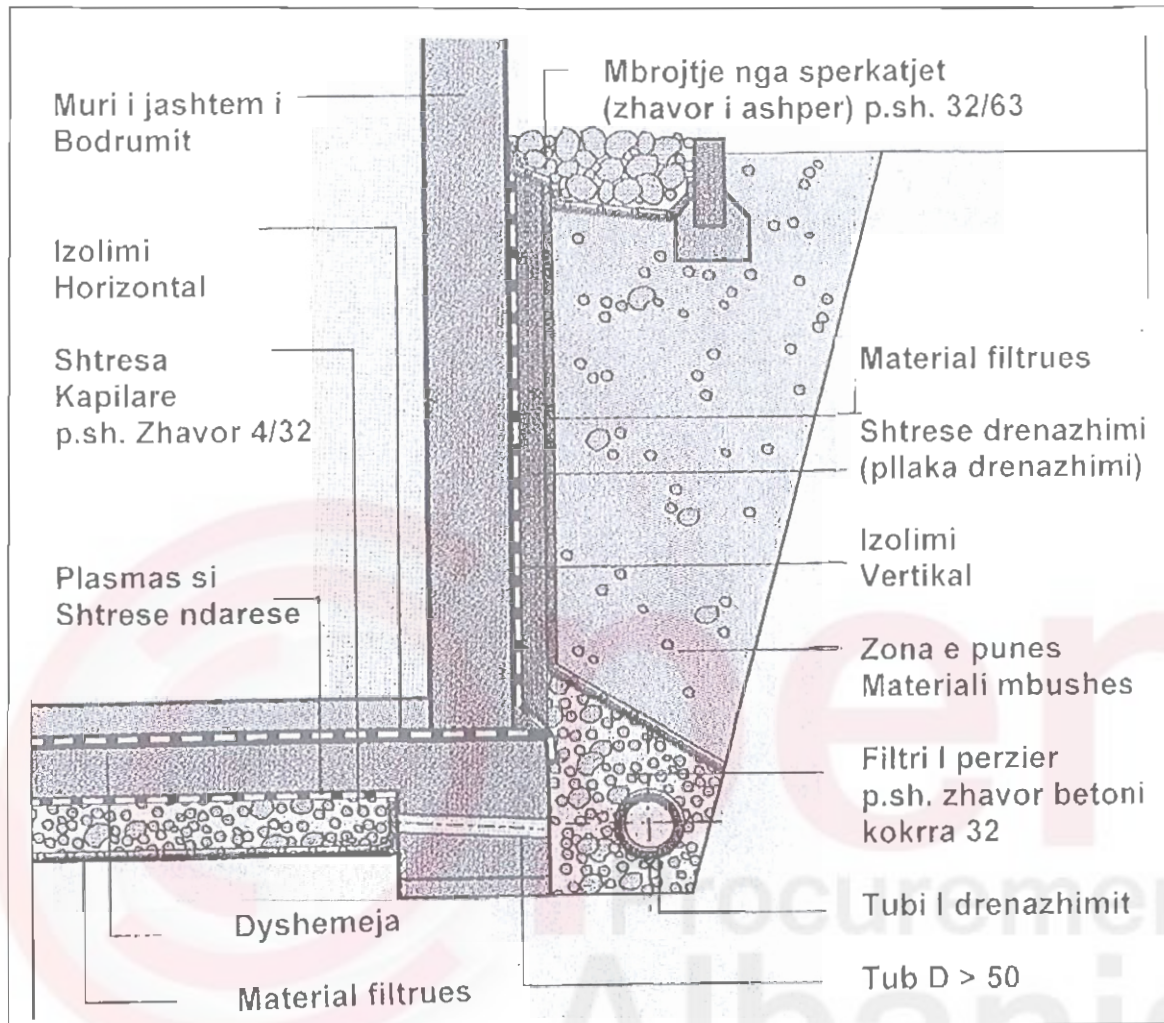 Muri i jashtem i
Bodrumit
Izolimi
Horizontal
Shtresa
Kapilare
p.sh. Zhavor 4/32
Plasmas si
Shtrese ndarese
Dyshemeja
Material filtrues
Mbrojtje nga sperkatjet
(zhavor i ashper) p.sh. 32/63
Material filtrues
Shtrese drenazhimi
(pllaka drenazhimi)
Izolimi
Vertikal
Zona e punes
Materiali mbushes
Filtri I perzier
p.sh. zhavor betoni
kokrra 32
Tubi I drenazhimit
Tub D > 50